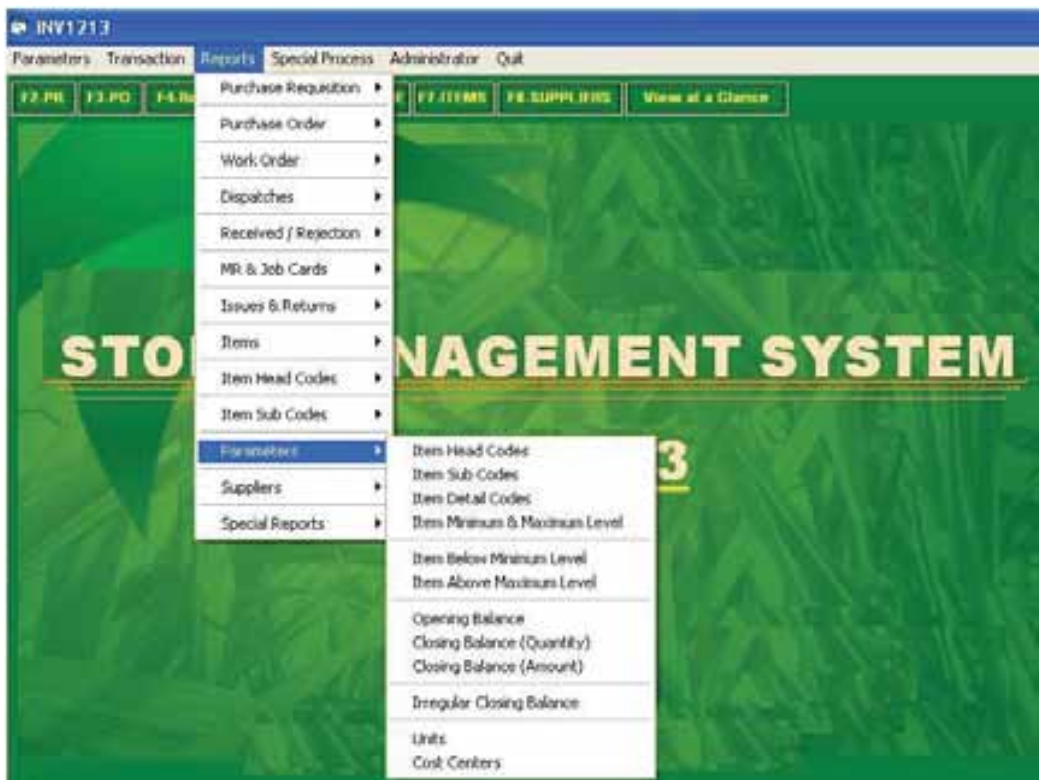 INV1213
Parameters Transaction Reports Special Process Administrator Quit
F2-PR F3-PO F4-Re E F7-ITEMS F8-SUPPLIERS View at a Glance
Purchase Requisition
Purchase Order
Work Order
Dispatches
Received / Rejection
MR & Job Cards
Issues & Returns
Items
Item Head Codes
Item Sub Codes
Parameters
Suppliers
Special Reports
STO NAGEMENT SYSTEM
3
Item Head Codes
Item Sub Codes
Item Detail Codes
Item Minimum & Maximum Level
Item Below Minimum Level
Item Above Maximum Level
Opening Balance
Closing Balance (Quantity)
Closing Balance (Amount)
Irregular Closing Balance
Units
Cost Centers